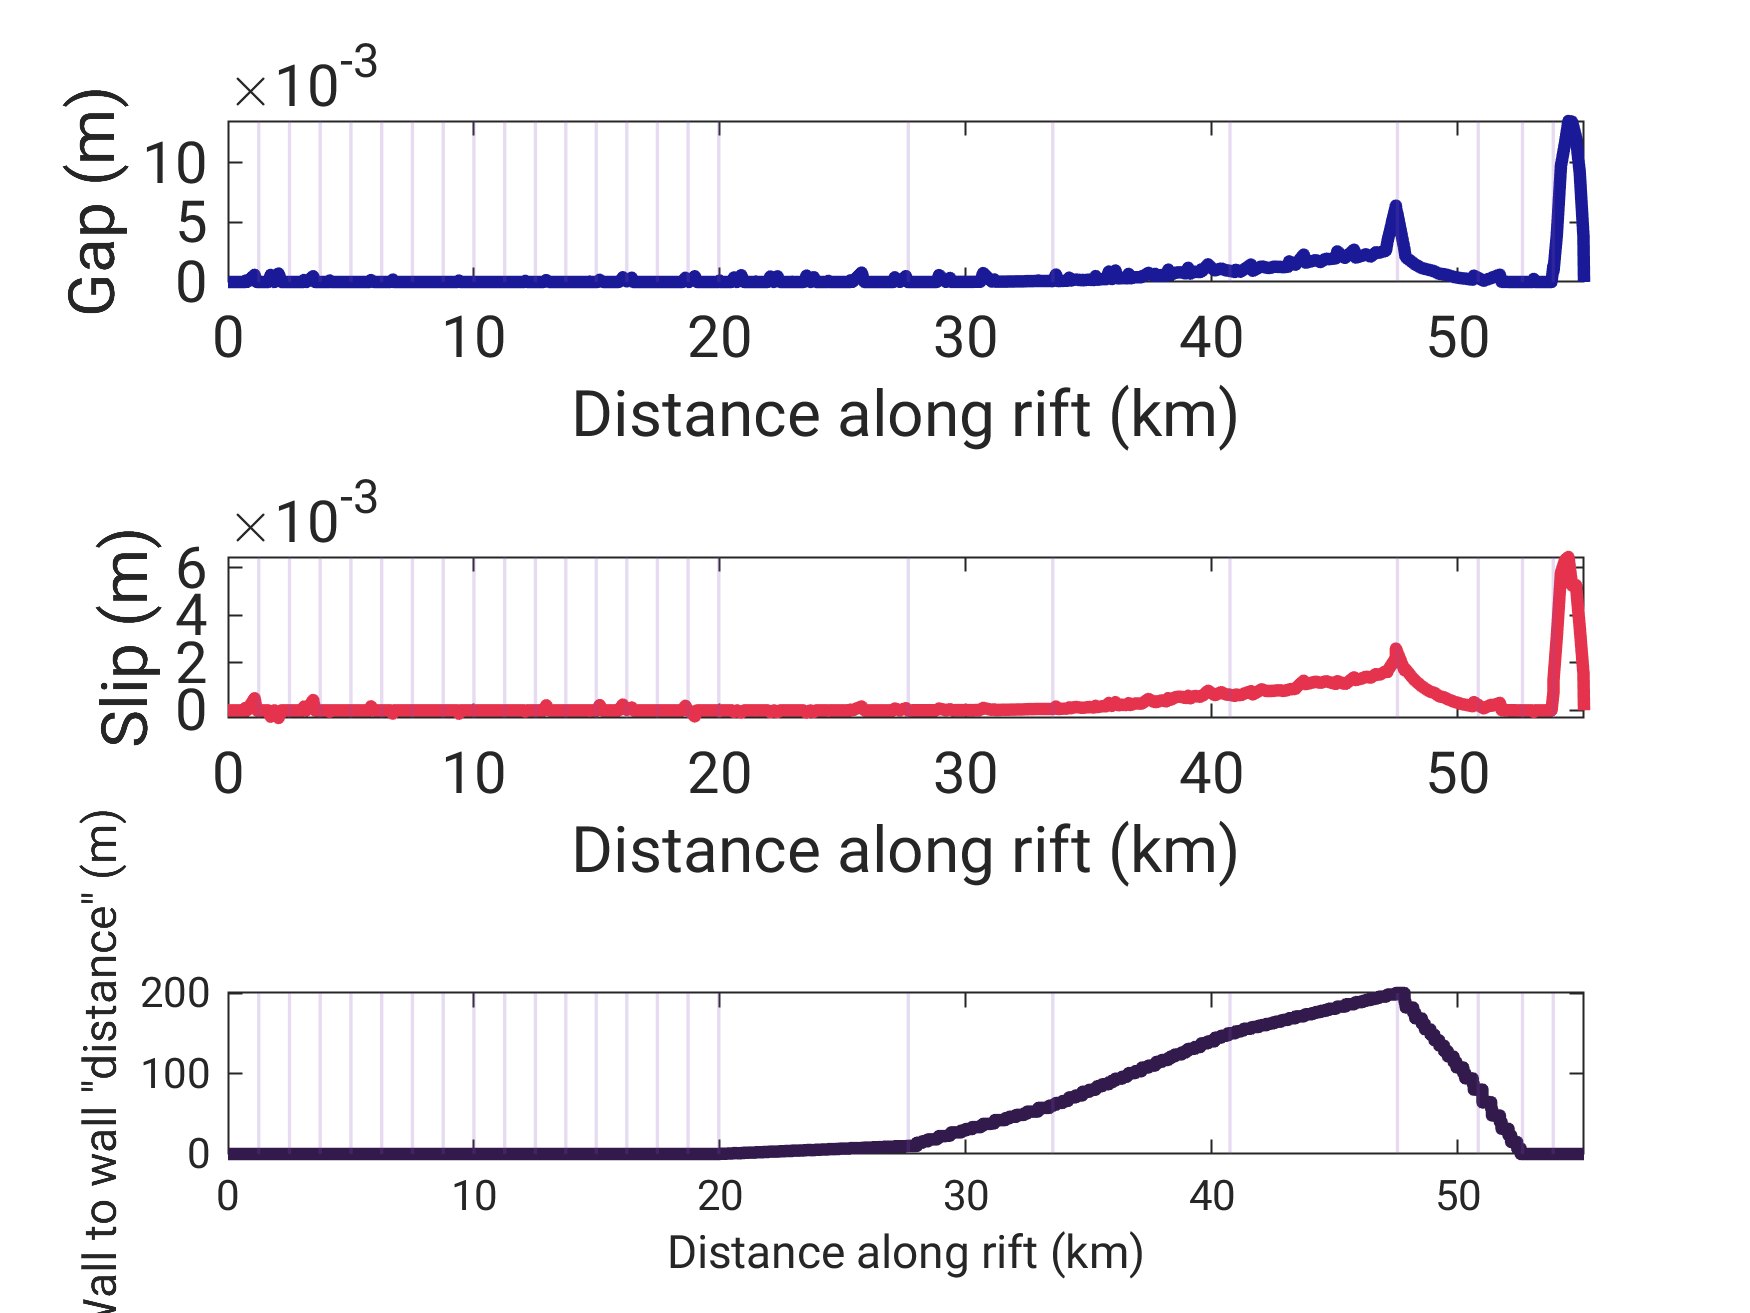 ×10-3
Gap (m)
10
5
0
0 10 20 30 40 50
Distance along rift (km)
×10-3
Slip (m)
6
4
2
0
0 10 20 30 40 50
Distance along rift (km)
Wall to wall "distance" (m)
200
100
0
0 10 20 30 40 50
Distance along rift (km)